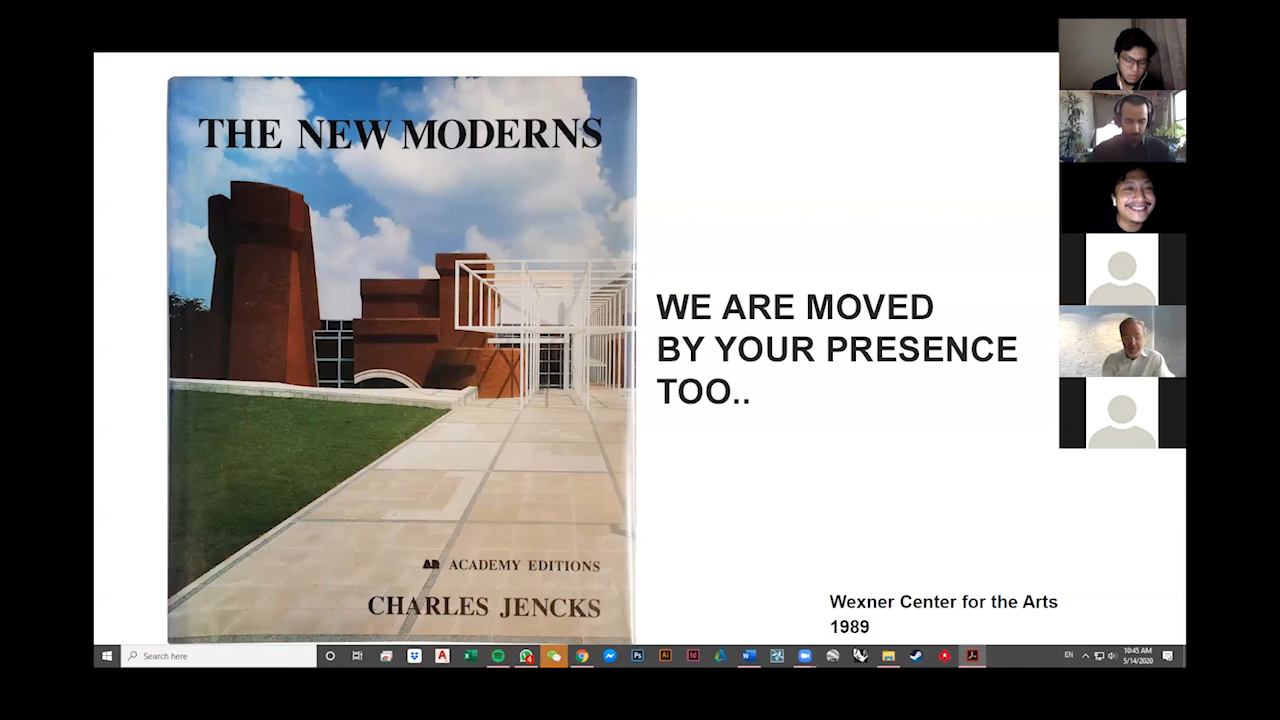 THE NEW MODERNS
WE ARE MOVED
BY YOUR PRESENCE
TOO..
ACADEMY EDITIONS
CHARLES JENCKS
Wexner Center for the Arts
1989
Search here
EN
10:45 AM
5/14/2020